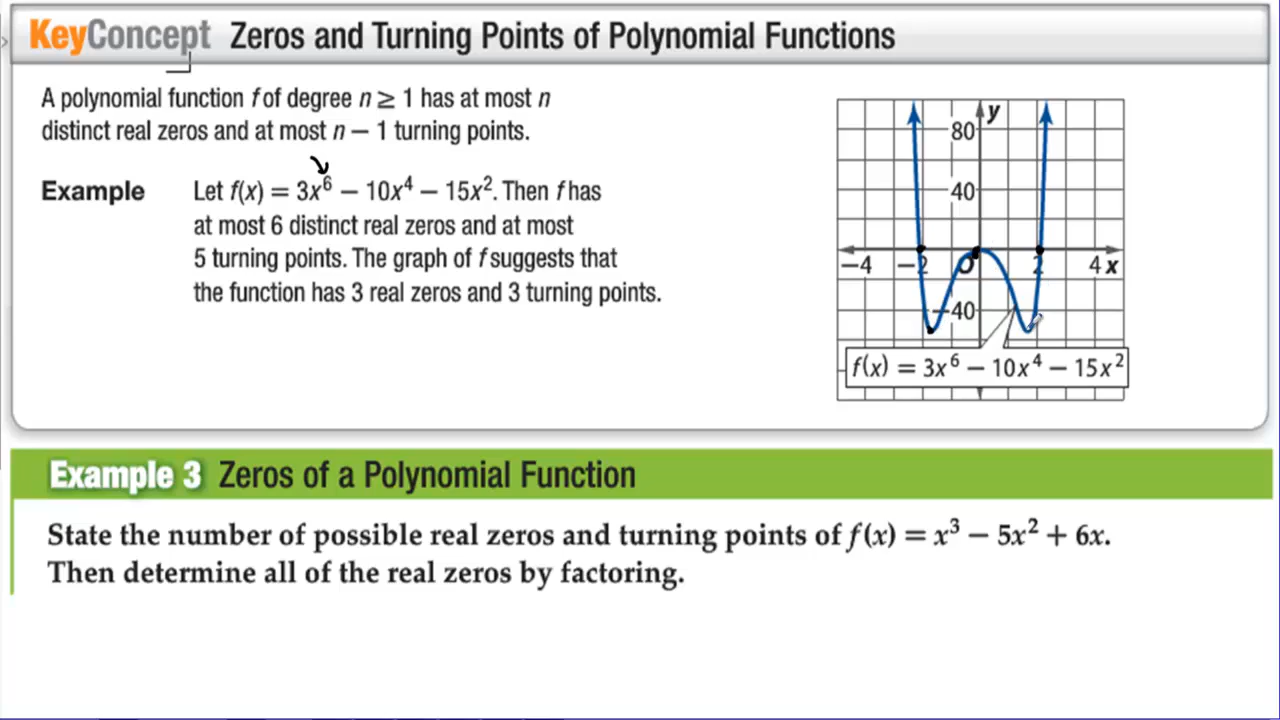 KeyConcept Zeros and Turning Points of Polynomial Functions
A polynomial function f of degree n ≥ 1 has at most n
distinct real zeros and at most n − 1 turning points.
Example Let f(x) = 3x⁶ − 10x⁴ − 15x². Then f has
at most 6 distinct real zeros and at most
5 turning points. The graph of f suggests that
the function has 3 real zeros and 3 turning points.
y
80
40
−4 −2 O 2 4 x
−40
f(x) = 3x⁶ − 10x⁴ − 15x²
Example 3 Zeros of a Polynomial Function
State the number of possible real zeros and turning points of f(x) = x³ − 5x² + 6x.
Then determine all of the real zeros by factoring.